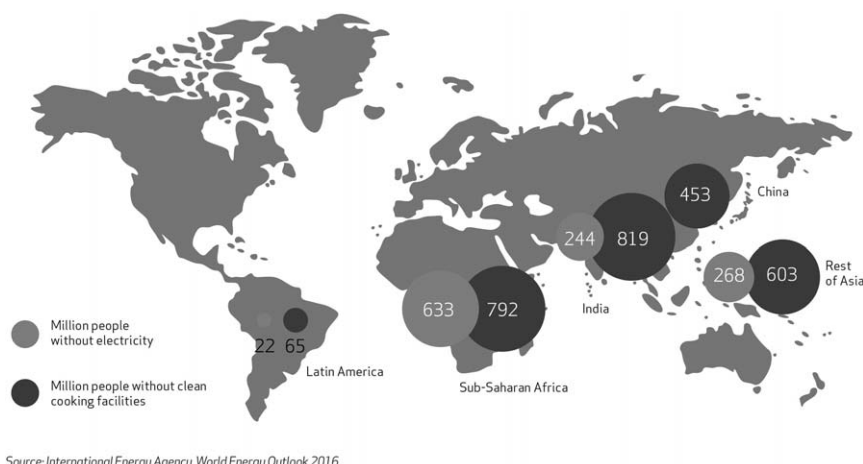 453
China
244
819
268
603
Rest
of Asia
India
633
792
Sub-Saharan Africa
22
65
Latin America
Million people
without electricity
Million people without clean
cooking facilities
Source: International Energy Agency, World Energy Outlook 2016